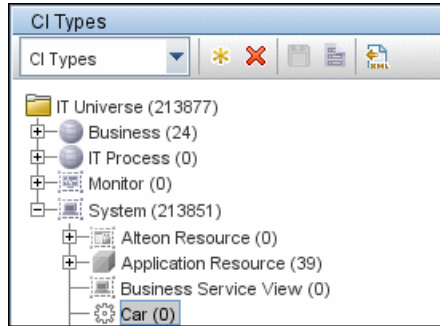 CI Types
CI Types
XML
IT Universe (213877)
Business (24)
IT Process (0)
Monitor (0)
System (213851)
Alteon Resource (0)
Application Resource (39)
Business Service View (0)
Car (0)